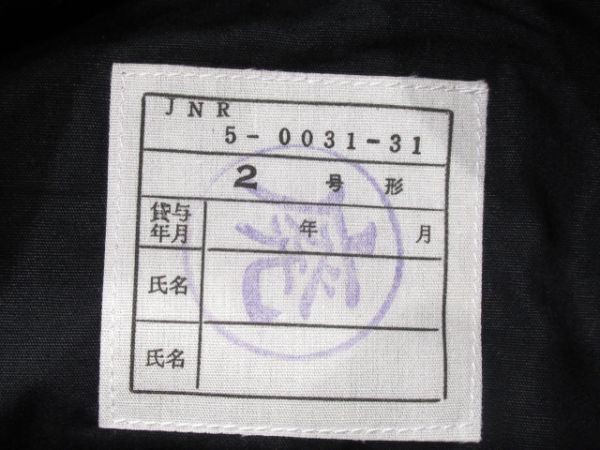 JNR
5-0031-31
2 号 形
貸与
年月
年 月
氏名
氏名